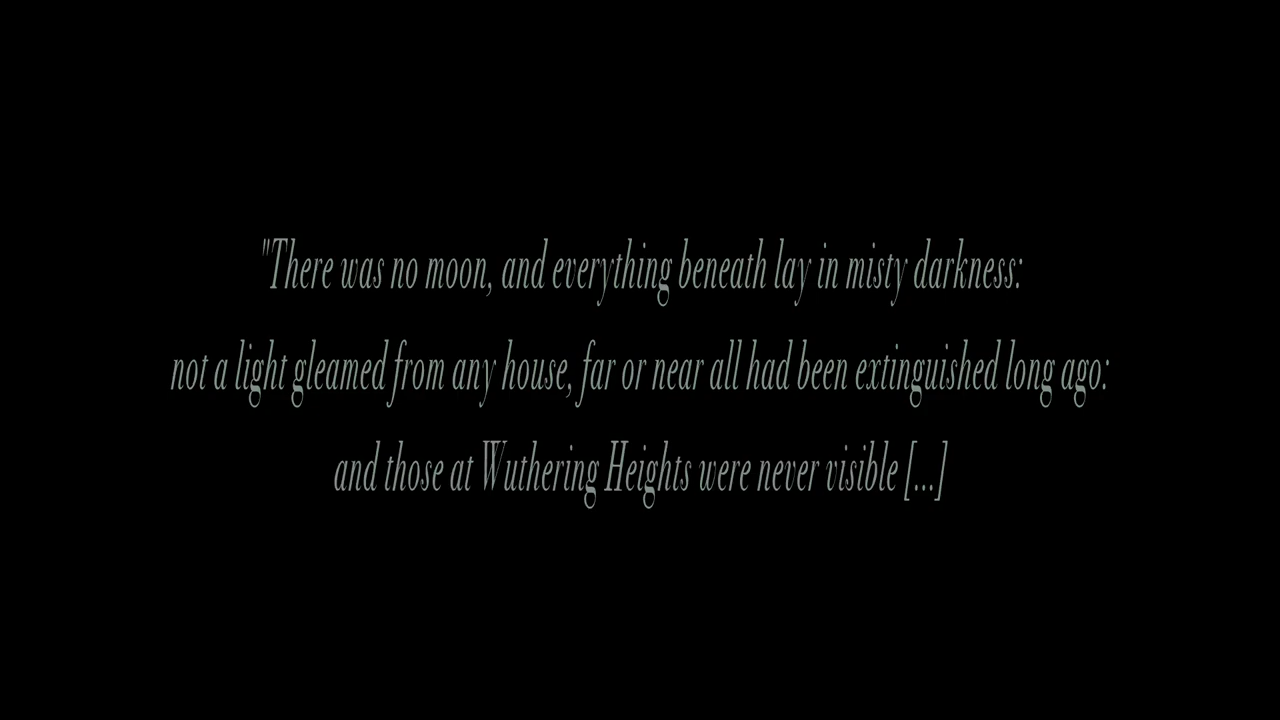 "There was no moon, and everything beneath lay in misty darkness:
not a light gleamed from any house, far or near all had been extinguished long ago:
and those at Wuthering Heights were never visible [...]